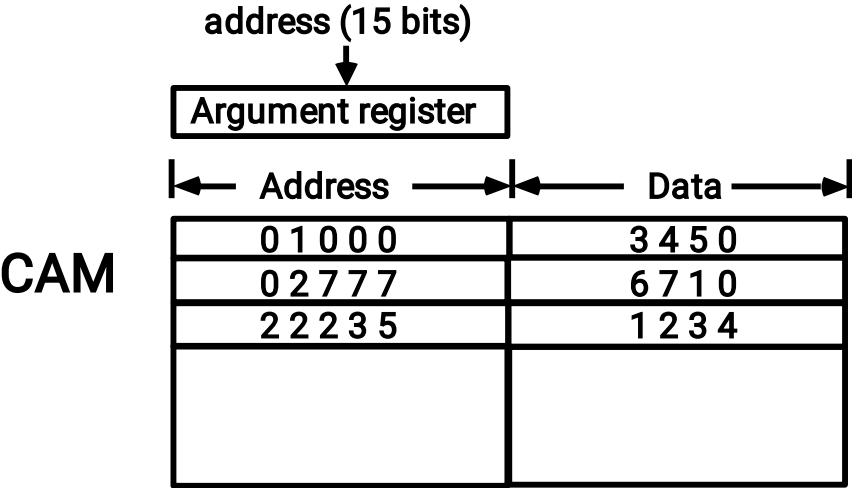 address (15 bits)
Argument register
Address Data
CAM
0 1 0 0 0 3 4 5 0
0 2 7 7 7 6 7 1 0
2 2 2 3 5 1 2 3 4